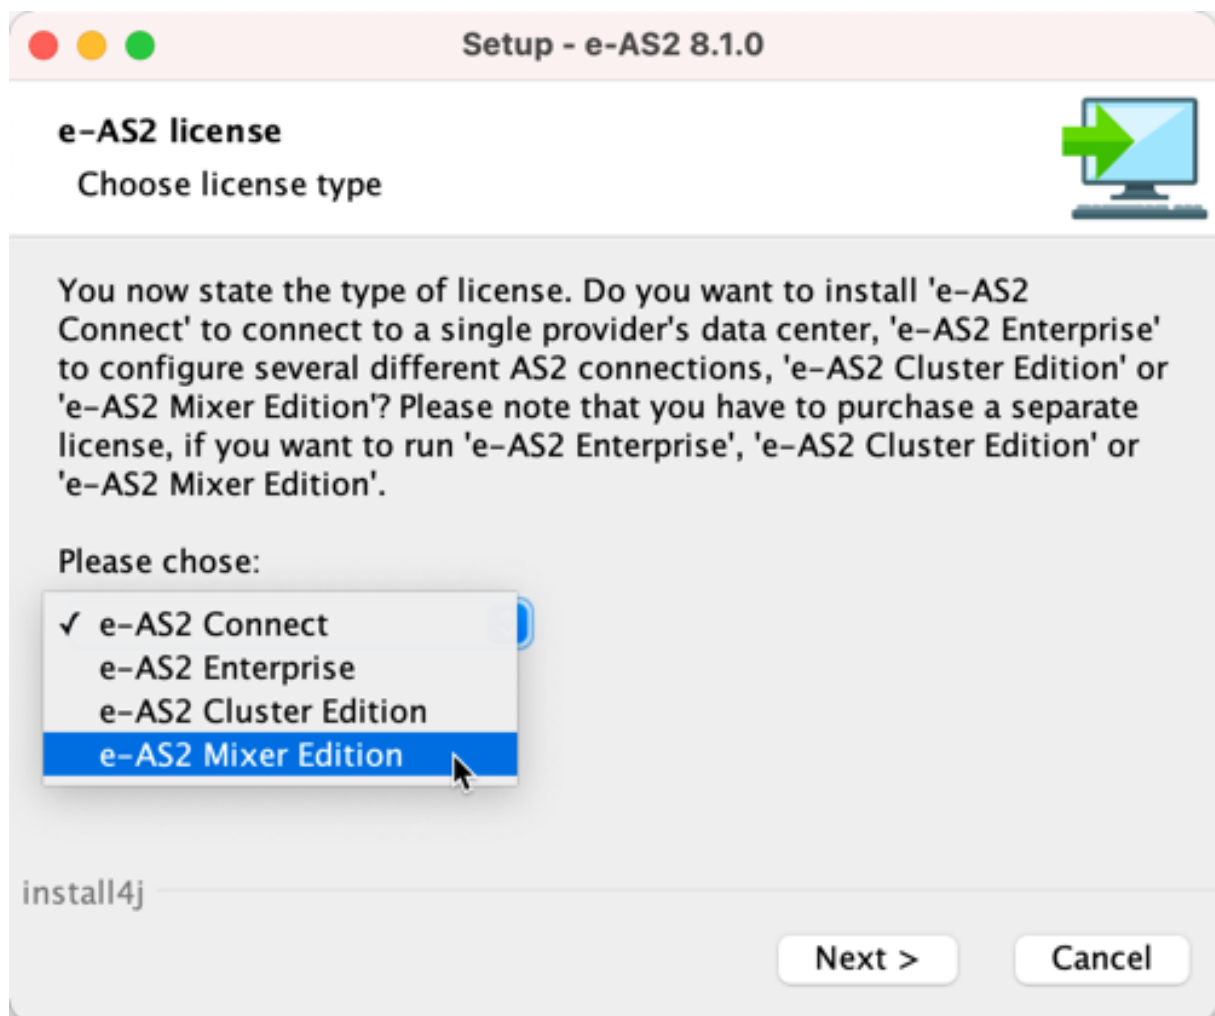 Setup - e-AS2 8.1.0
e-AS2 license
Choose license type
You now state the type of license. Do you want to install 'e-AS2
Connect' to connect to a single provider's data center, 'e-AS2 Enterprise'
to configure several different AS2 connections, 'e-AS2 Cluster Edition' or
'e-AS2 Mixer Edition'? Please note that you have to purchase a separate
license, if you want to run 'e-AS2 Enterprise', 'e-AS2 Cluster Edition' or
'e-AS2 Mixer Edition'.
Please chose:
✓ e-AS2 Connect
e-AS2 Enterprise
e-AS2 Cluster Edition
e-AS2 Mixer Edition
install4j
Next > Cancel